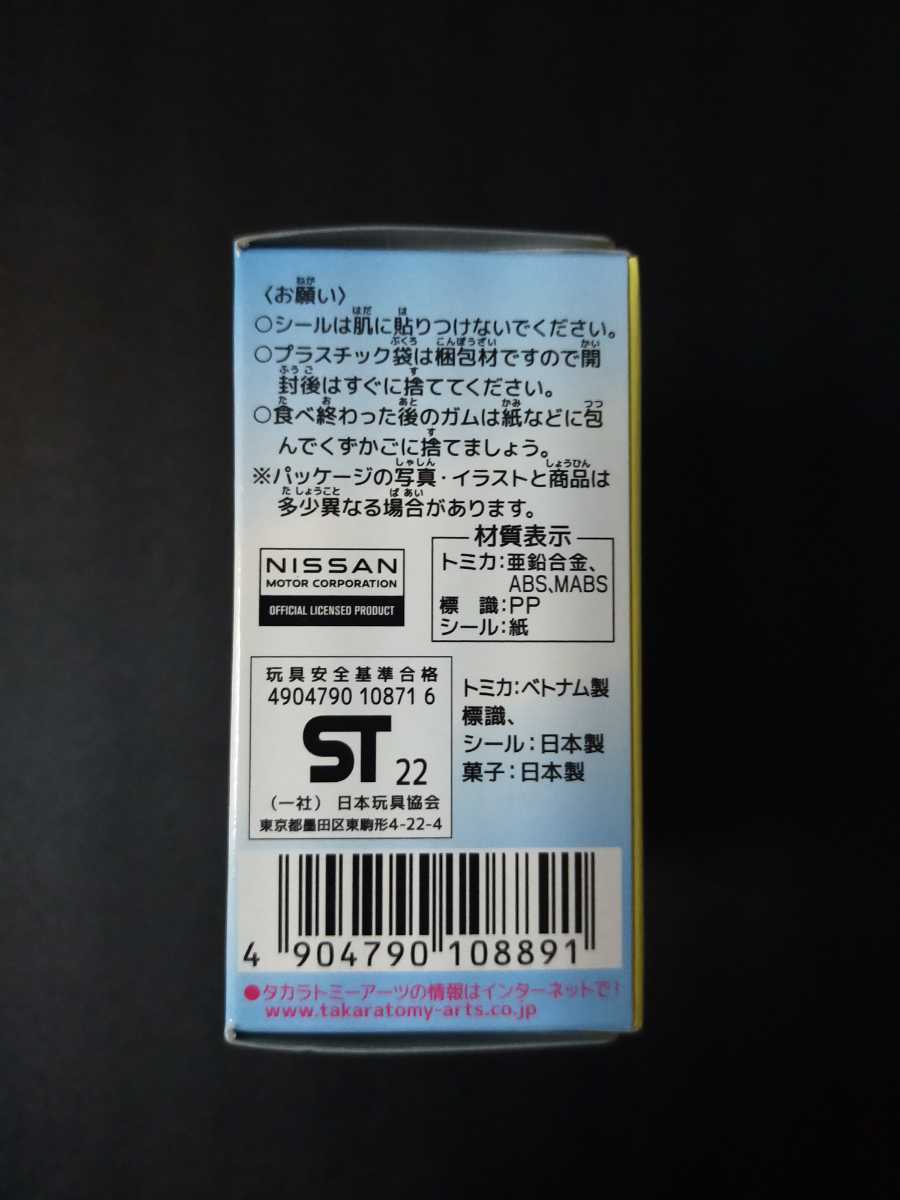 〈お願い〉
○シールは肌に貼りつけないでください。
○プラスチック袋は梱包材ですので開
封後はすぐに捨ててください。
○食べ終わった後のガムは紙などに包
んでくずかごに捨てましょう。
※パッケージの写真・イラストと商品は
多少異なる場合があります。
材質表示
トミカ:亜鉛合金、
ABS、MABS
標 識:PP
シール:紙
NISSAN
MOTOR CORPORATION
OFFICIAL LICENSED PRODUCT
玩具安全基準合格
4904790 10871 6
ST 22
(一社) 日本玩具協会
東京都墨田区東駒形4-22-4
トミカ:ベトナム製
標識、
シール:日本製
菓子:日本製
4 904790 108891
●タカラトミーアーツの情報はインターネットで!
www.takaratomy-arts.co.jp